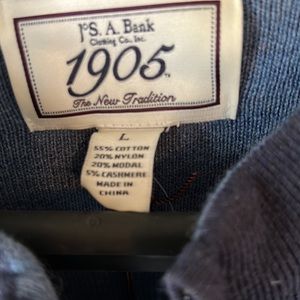 JoS. A. Bank
Clothing Co., Inc.
1905
The New Tradition
L
55% COTTON
20% NYLON
20% MODAL
5% CASHMERE
MADE IN
CHINA